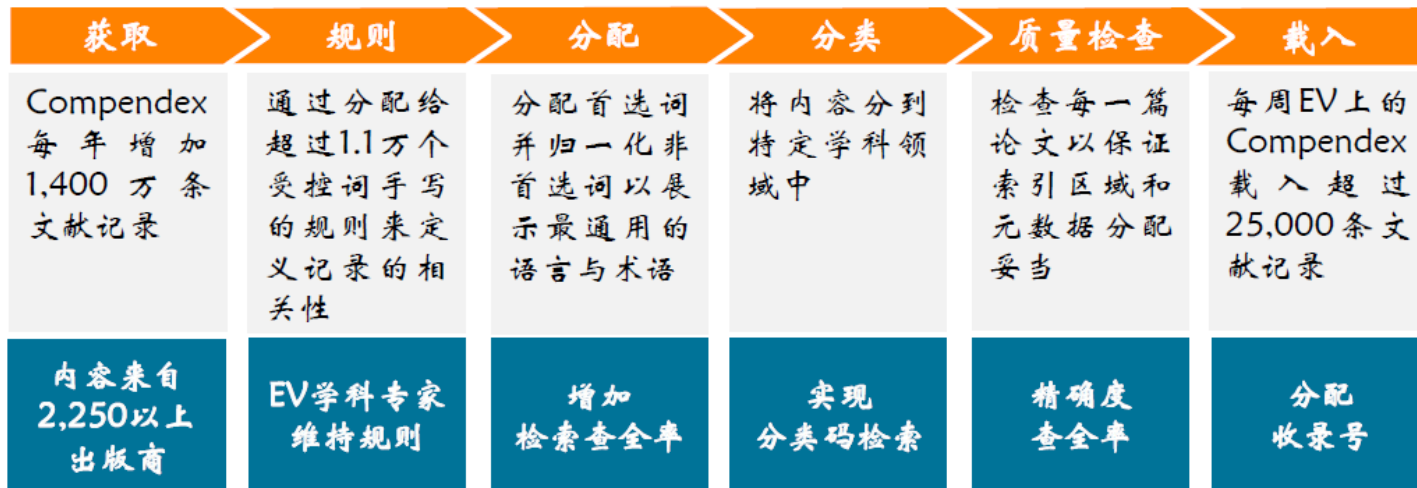 获取
规则
分配
分类
质量检查
载入
Compendex
每年增加
1,400 万条
文献记录
通过分配给
超过1.1万个
受控词手写
的规则来定
义记录的相
关性
分配首选词
并归一化非
首选词以展
示最通用的
语言与术语
将内容分到
特定学科领
域中
检查每一篇
论文以保证
索引区域和
元数据分配
妥当
每周EV上的
Compendex
载入超过
25,000条文
献记录
内容来自
2,250以上
出版商
EV学科专家
维持规则
增加
检索查全率
实现
分类码检索
精确度
查全率
分配
收录号